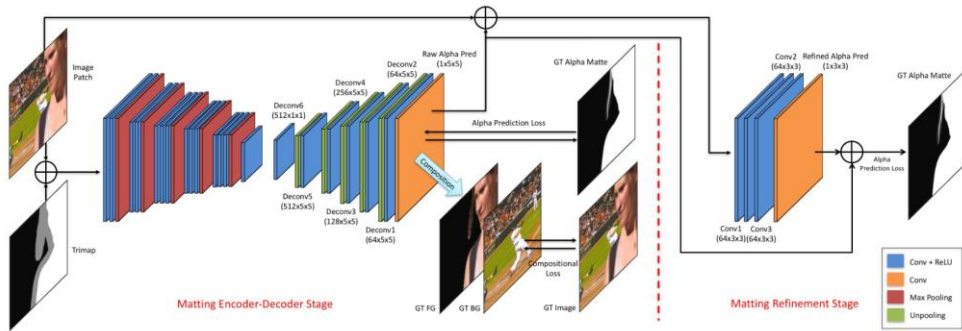 Image
Patch
Trimap
Deconv6
(512x1x1)
Deconv5
(512x5x5)
Deconv4
(256x5x5)
Deconv3
(128x5x5)
Deconv2
(64x5x5)
Deconv1
(64x5x5)
Raw Alpha Pred
(1x5x5)
Composition
Alpha Prediction Loss
GT Alpha Matte
Compositional
Loss
GT FG
GT BG
GT Image
Matting Encoder-Decoder Stage
Conv2
(64x3x3)
Refined Alpha Pred
(1x3x3)
Conv1
(64x3x3)
Conv3
(64x3x3)
GT Alpha Matte
Alpha
Prediction Loss
Matting Refinement Stage
Conv + ReLU
Conv
Max Pooling
Unpooling